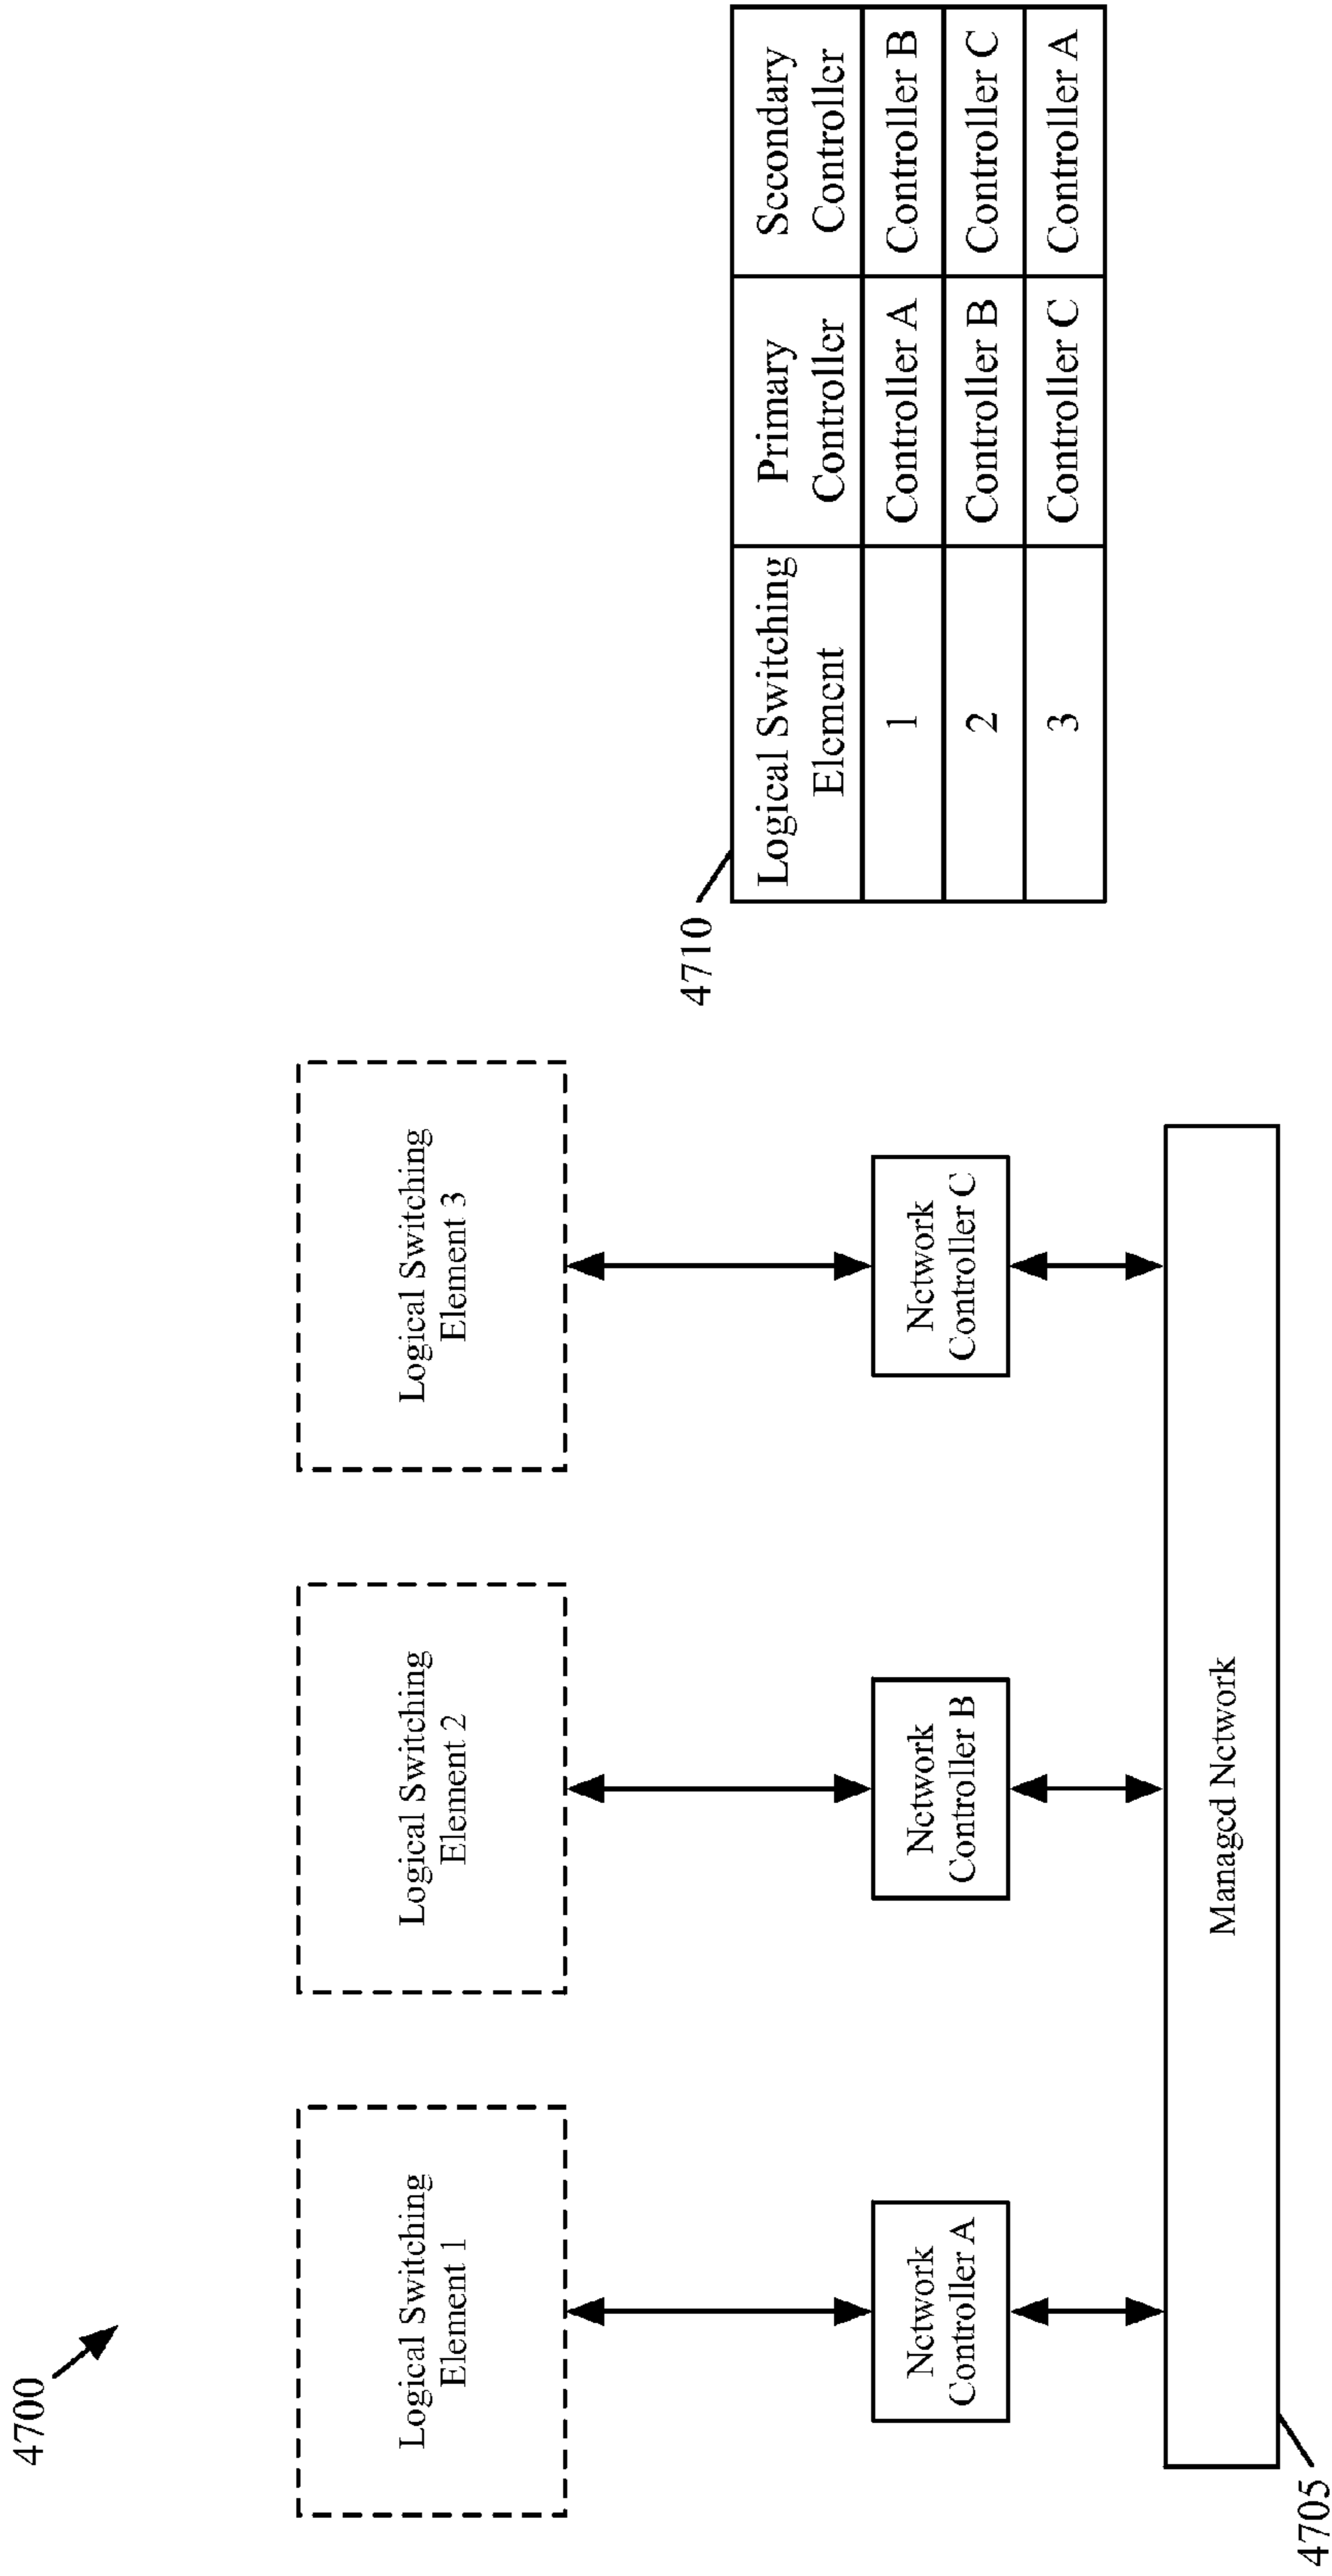 4700
Logical Switching
Element 1
Logical Switching
Element 2
Logical Switching
Element 3
Network
Controller A
Network
Controller B
Network
Controller C
Managed Network
4705
4710
Logical Switching
Element
Primary
Controller
Secondary
Controller
1
Controller A
Controller B
2
Controller B
Controller C
3
Controller C
Controller A